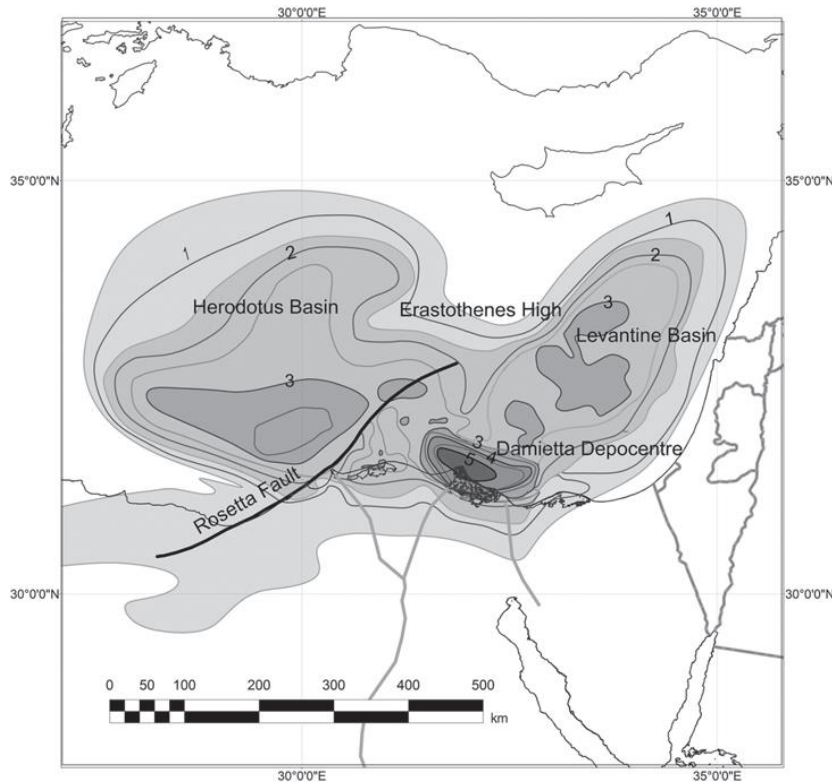 30°0'0"E
35°0'0"E
35°0'0"N
35°0'0"N
1
1
2
2
Herodotus Basin
Erastothenes High
3
Levantine Basin
3
3
Damietta Depocentre
5
4
Rosetta Fault
30°0'0"N
30°0'0"N
0 50 100 200 300 400 500
km
30°0'0"E
35°0'0"E